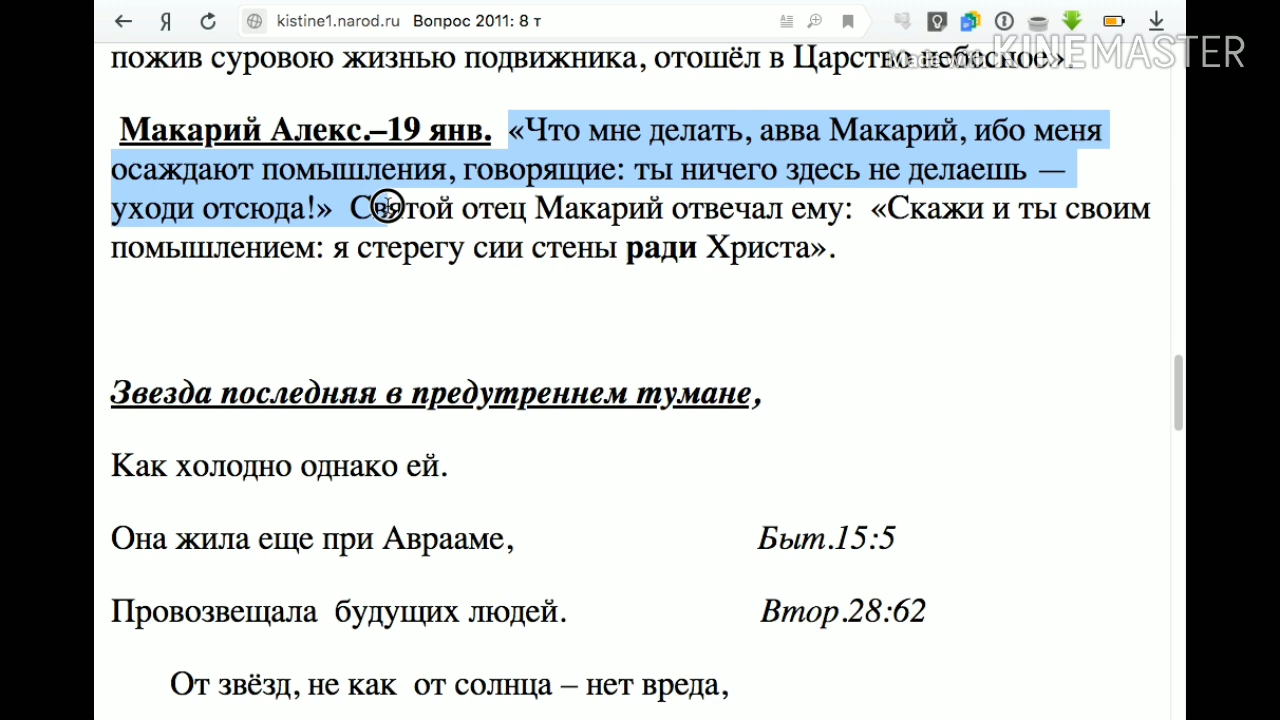 kistine1.narod.ru Вопрос 2011: 8 т
Made with KINEMASTER
пожив суровою жизнью подвижника, отошёл в Царство небесное».
Макарий Алекс.–19 янв. «Что мне делать, авва Макарий, ибо меня
осаждают помышления, говорящие: ты ничего здесь не делаешь —
уходи отсюда!» Святой отец Макарий отвечал ему: «Скажи и ты своим
помышлением: я стерегу сии стены ради Христа».
Звезда последняя в предутреннем тумане,
Как холодно однако ей.
Она жила еще при Аврааме, Быт.15:5
Провозвещала будущих людей. Втор.28:62
От звёзд, не как от солнца – нет вреда,